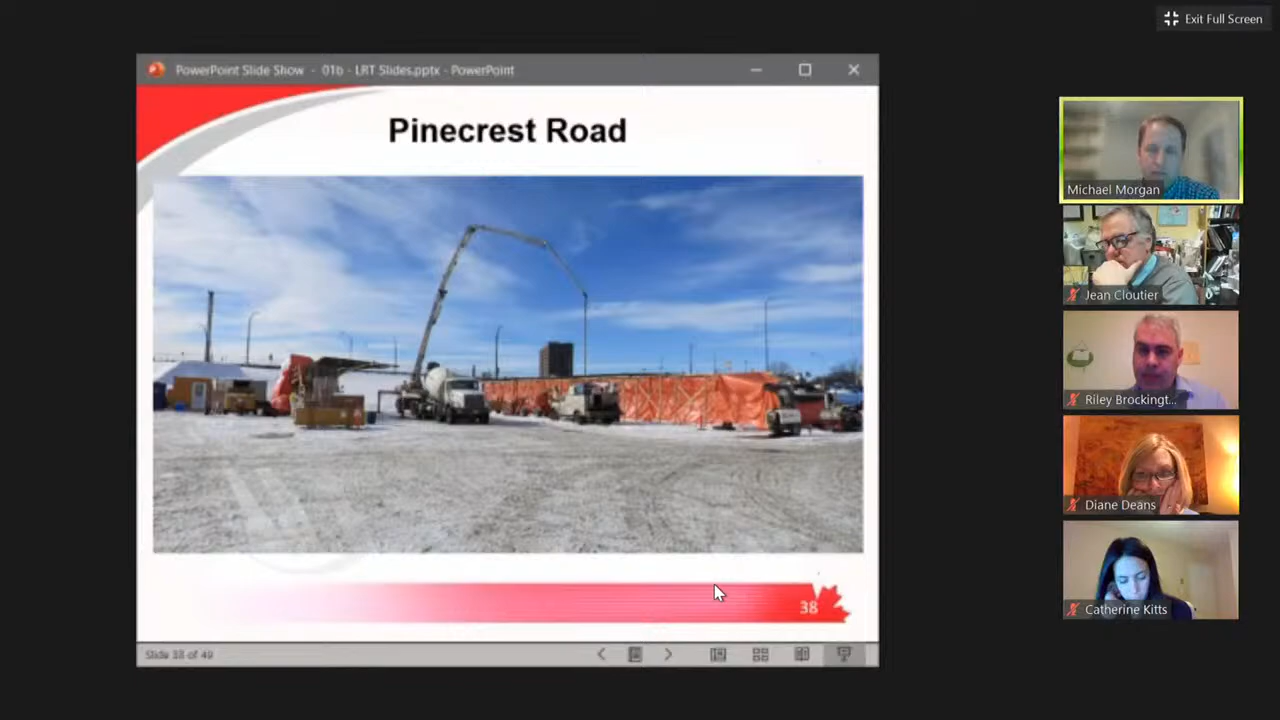 Exit Full Screen
PowerPoint Slide Show - 01b - LRT Slides.pptx - PowerPoint
Pinecrest Road
38
Slide 38 of 49
Michael Morgan
Jean Cloutier
Riley Brockingt...
Diane Deans
Catherine Kitts